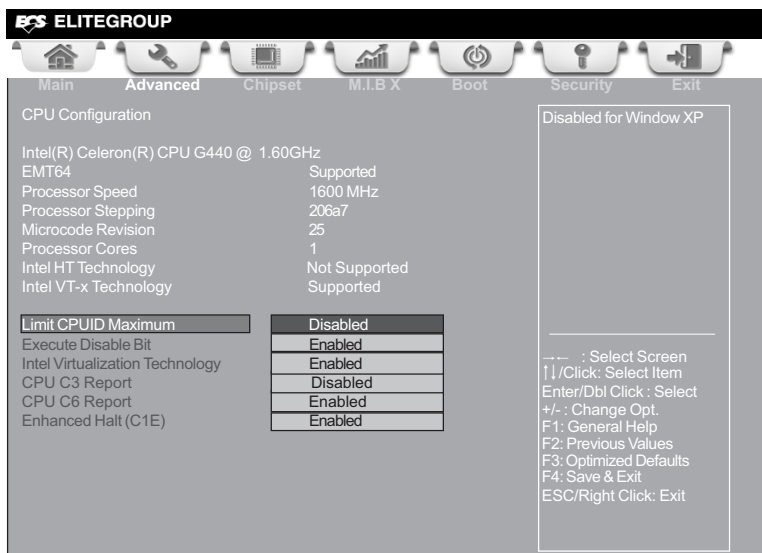 ECS ELITEGROUP
Main Advanced Chipset M.I.B X Boot Security Exit
CPU Configuration
Intel(R) Celeron(R) CPU G440 @ 1.60GHz
EMT64 Supported
Processor Speed 1600 MHz
Processor Stepping 206a7
Microcode Revision 25
Processor Cores 1
Intel HT Technology Not Supported
Intel VT-x Technology Supported
Limit CPUID Maximum Disabled
Execute Disable Bit Enabled
Intel Virtualization Technology Enabled
CPU C3 Report Disabled
CPU C6 Report Enabled
Enhanced Halt (C1E) Enabled
Disabled for Window XP
→← : Select Screen
↑↓/Click: Select Item
Enter/Dbl Click : Select
+/- : Change Opt.
F1: General Help
F2: Previous Values
F3: Optimized Defaults
F4: Save & Exit
ESC/Right Click: Exit